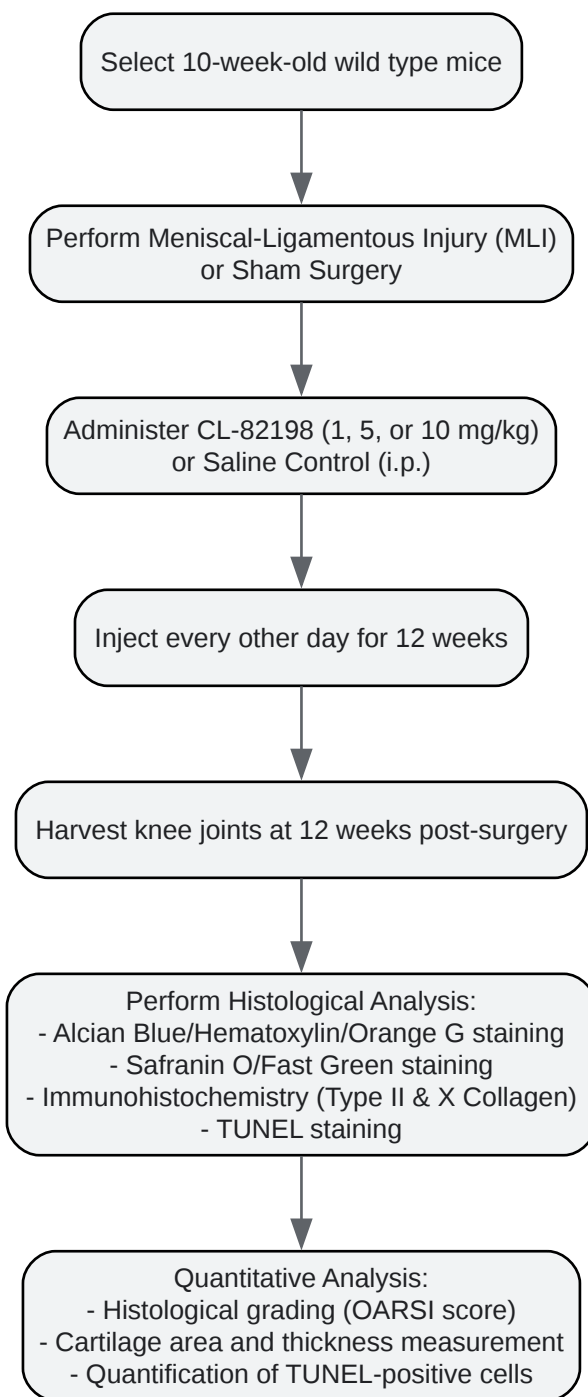 Select 10-week-old wild type mice
Perform Meniscal-Ligamentous Injury (MLI)
or Sham Surgery
Administer CL-82198 (1, 5, or 10 mg/kg)
or Saline Control (i.p.)
Inject every other day for 12 weeks
Harvest knee joints at 12 weeks post-surgery
Perform Histological Analysis:
- Alcian Blue/Hematoxylin/Orange G staining
- Safranin O/Fast Green staining
- Immunohistochemistry (Type II & X Collagen)
- TUNEL staining
Quantitative Analysis:
- Histological grading (OARSI score)
- Cartilage area and thickness measurement
- Quantification of TUNEL-positive cells